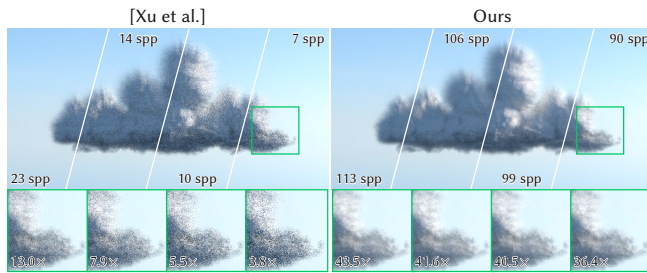 [Xu et al.]
Ours
14 spp
7 spp
106 spp
90 spp
23 spp
10 spp
113 spp
99 spp
13.0×
7.9×
5.5×
3.8×
43.5×
41.6×
40.5×
36.4×